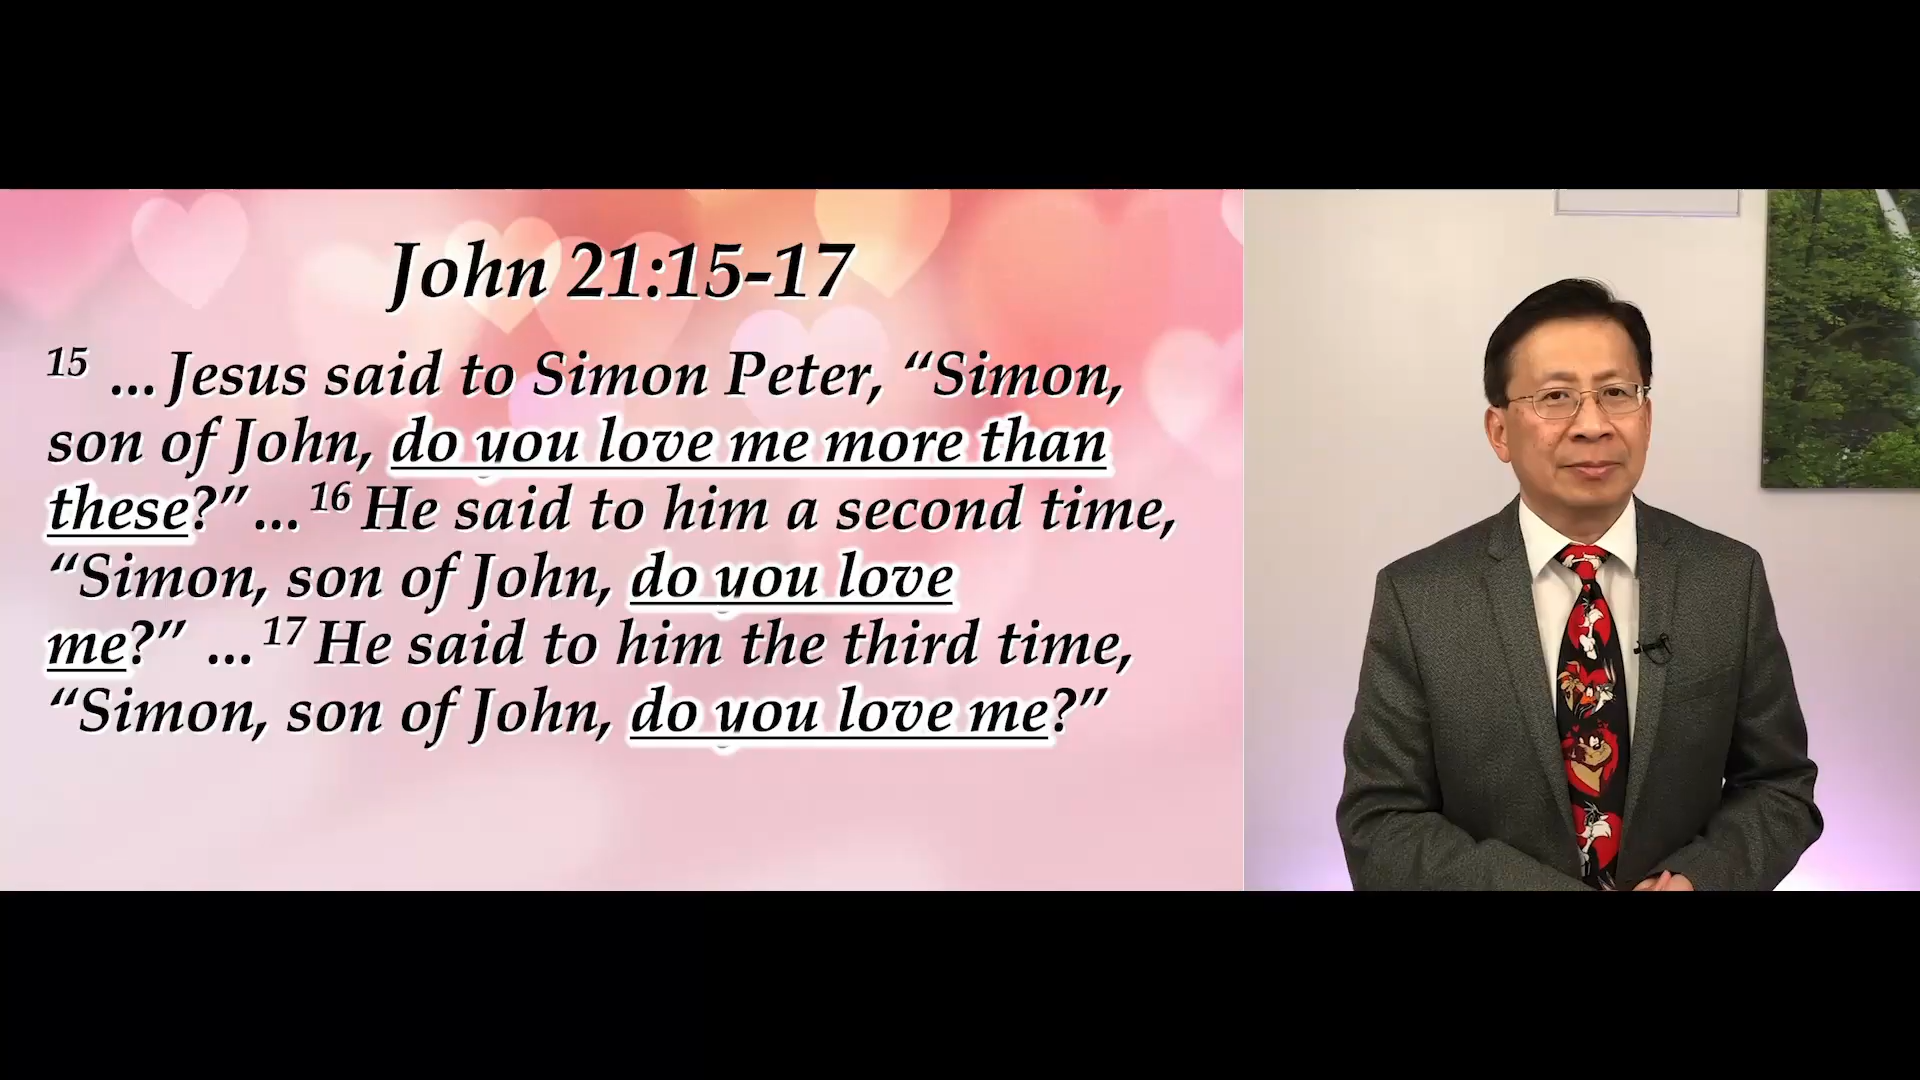 John 21:15-17
15 ...Jesus said to Simon Peter, “Simon,
son of John, do you love me more than
these?”...16 He said to him a second time,
“Simon, son of John, do you love
me?” ...17 He said to him the third time,
“Simon, son of John, do you love me?”